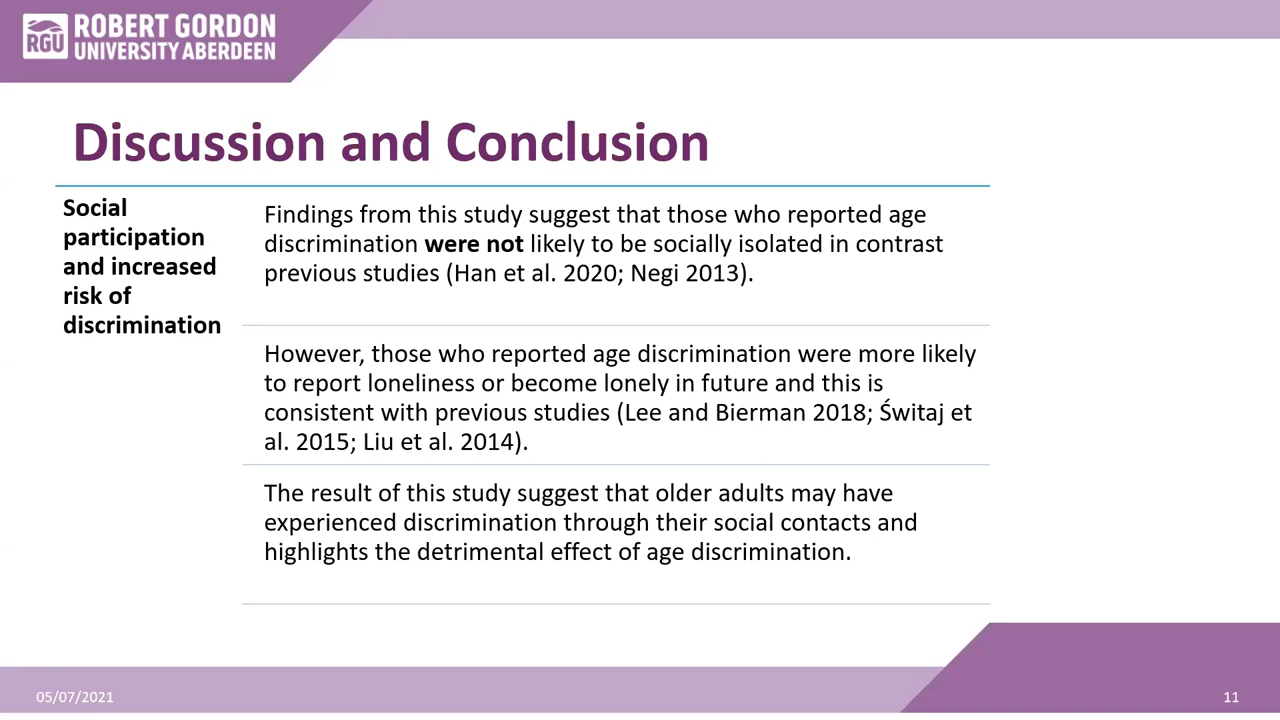 ROBERT GORDON
UNIVERSITY ABERDEEN
RGU
Discussion and Conclusion
Social
participation
and increased
risk of
discrimination
Findings from this study suggest that those who reported age
discrimination were not likely to be socially isolated in contrast
previous studies (Han et al. 2020; Negi 2013).
However, those who reported age discrimination were more likely
to report loneliness or become lonely in future and this is
consistent with previous studies (Lee and Bierman 2018; Świtaj et
al. 2015; Liu et al. 2014).
The result of this study suggest that older adults may have
experienced discrimination through their social contacts and
highlights the detrimental effect of age discrimination.
05/07/2021
11